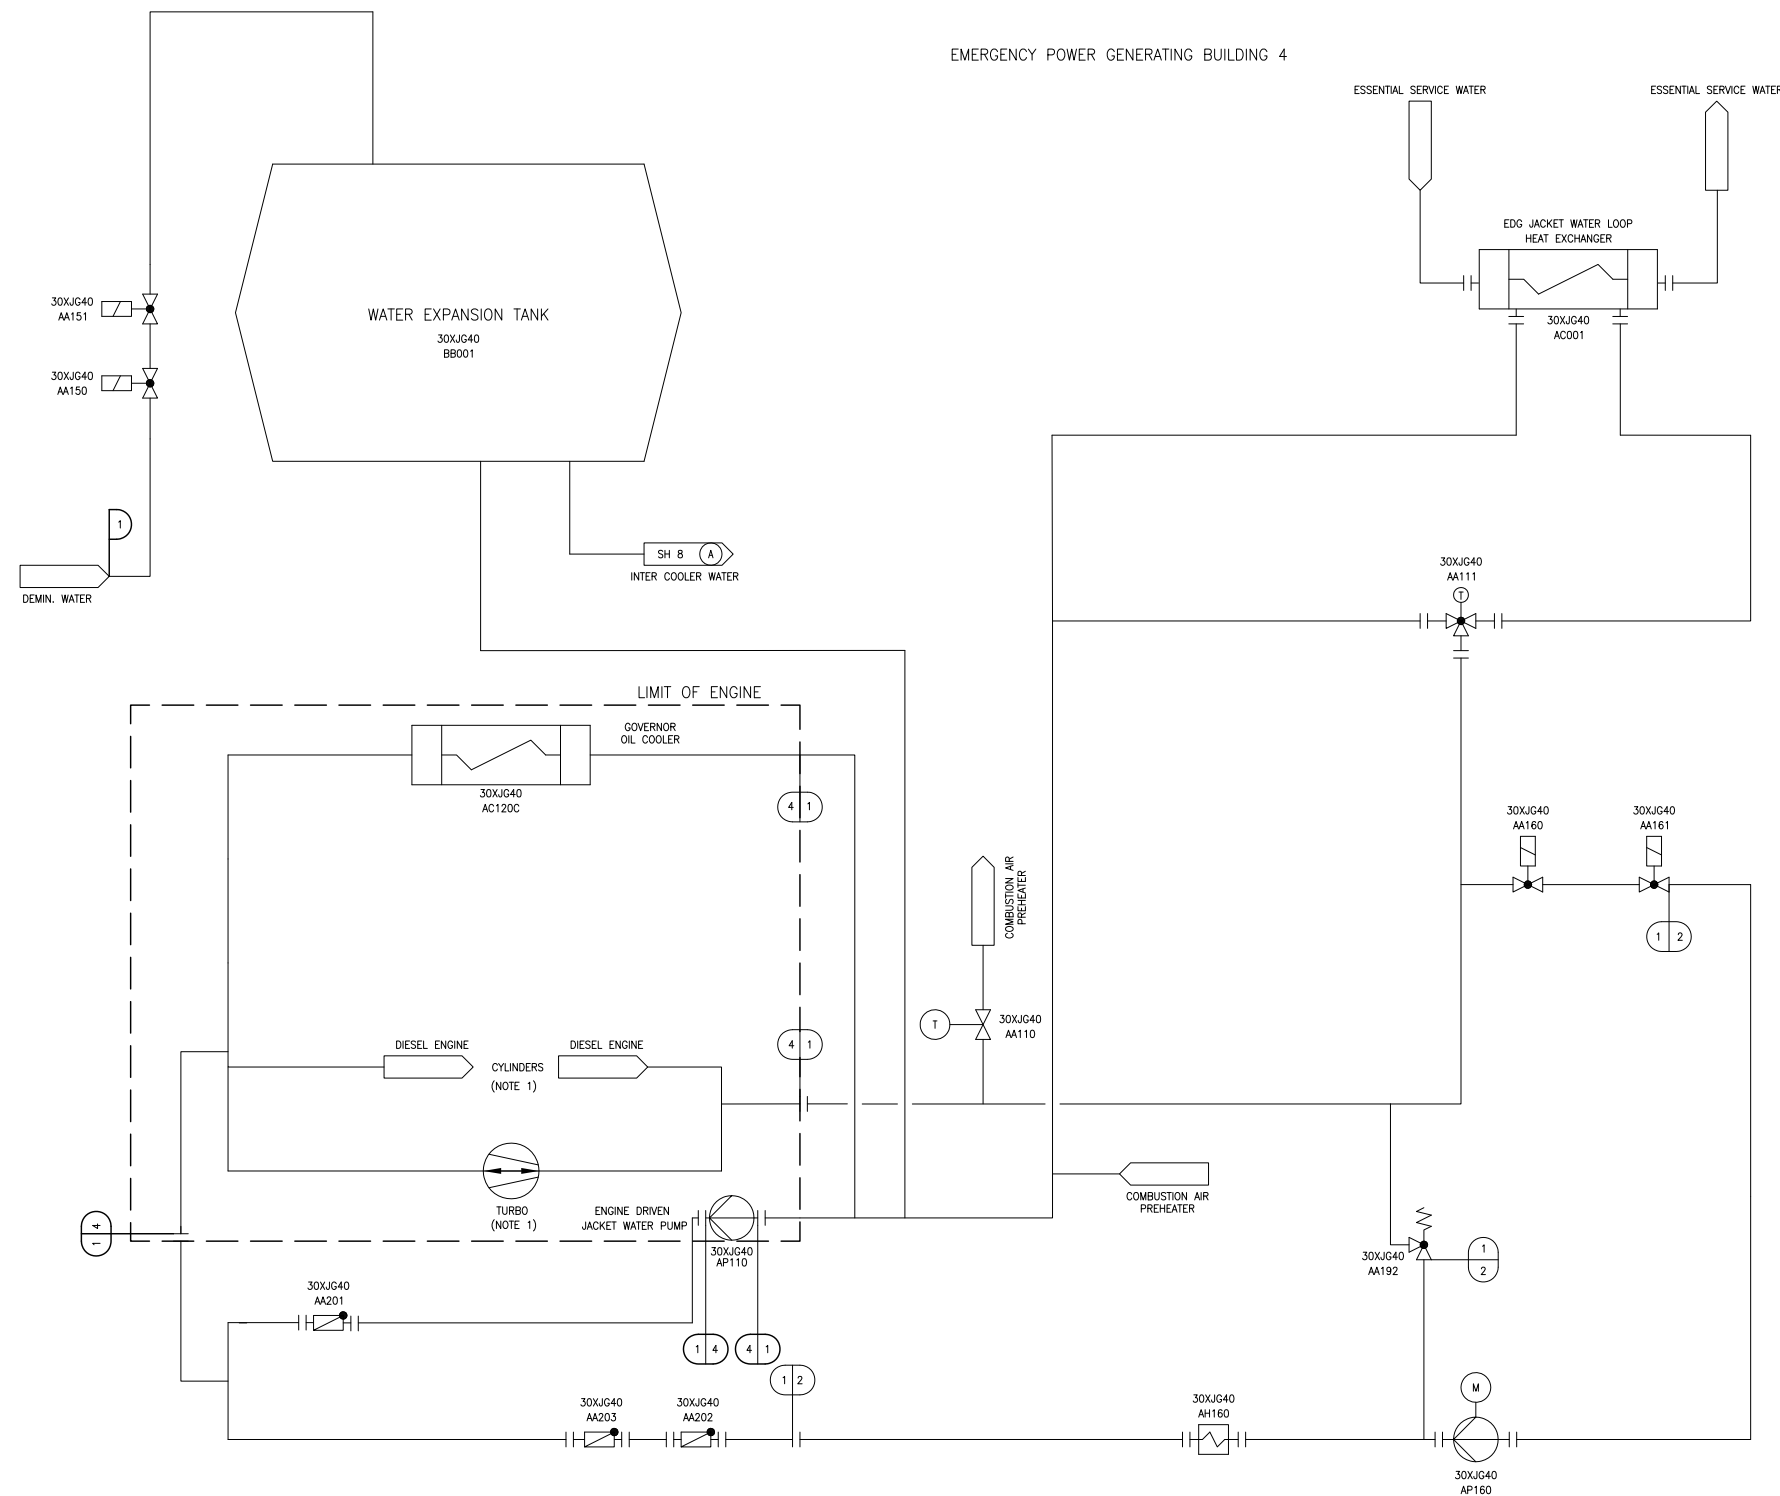 EMERGENCY POWER GENERATING BUILDING 4
ESSENTIAL SERVICE WATER
ESSENTIAL SERVICE WATER
EDG JACKET WATER LOOP
HEAT EXCHANGER
30XJG40
AC001
30XJG40
AA151
30XJG40
AA150
WATER EXPANSION TANK
30XJG40
BB001
1
DEMIN. WATER
SH 8 A
INTER COOLER WATER
30XJG40
AA111
T
LIMIT OF ENGINE
GOVERNOR
OIL COOLER
30XJG40
AC120C
4 1
30XJG40
AA160
30XJG40
AA161
1 2
COMBUSTION AIR
PREHEATER
T
30XJG40
AA110
4 1
DIESEL ENGINE
CYLINDERS
(NOTE 1)
DIESEL ENGINE
TURBO
(NOTE 1)
ENGINE DRIVEN
JACKET WATER PUMP
30XJG40
AP110
COMBUSTION AIR
PREHEATER
1 4
30XJG40
AA192
1
2
30XJG40
AA201
1 4
4 1
1 2
30XJG40
AA203
30XJG40
AA202
30XJG40
AH160
M
30XJG40
AP160